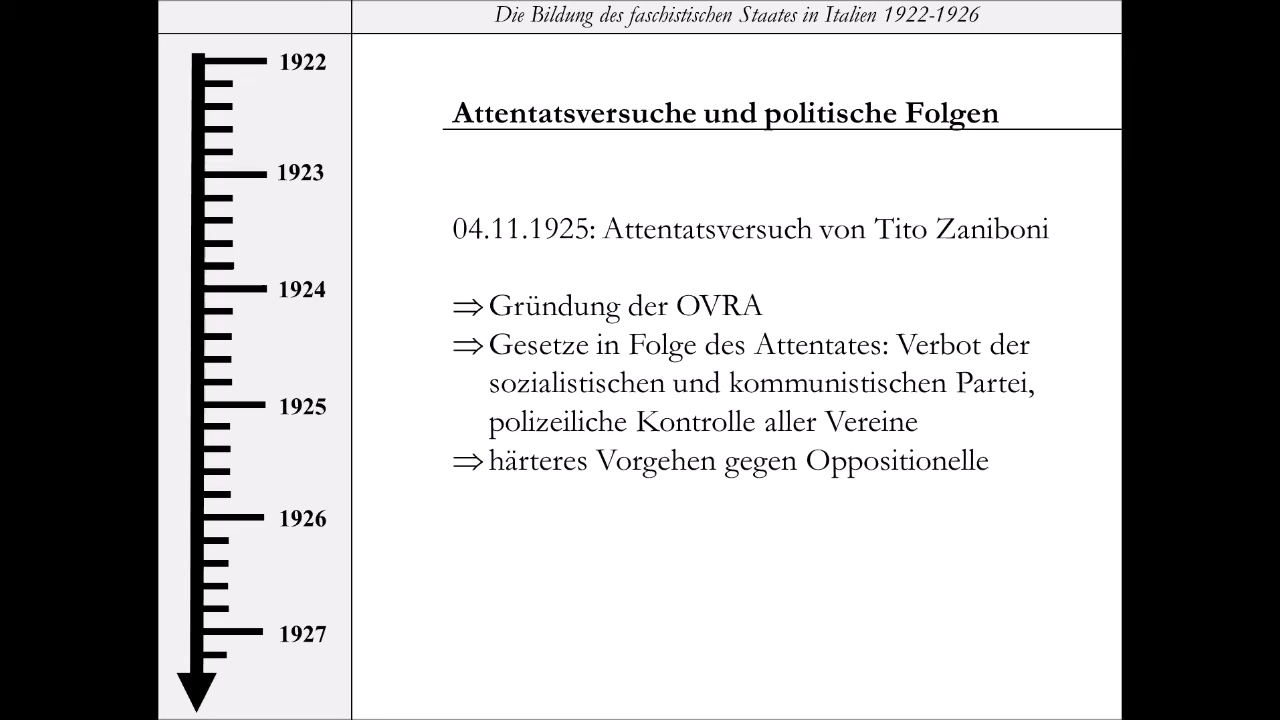 Die Bildung des faschistischen Staates in Italien 1922-1926
1922
1923
1924
1925
1926
1927
Attentatsversuche und politische Folgen
04.11.1925: Attentatsversuch von Tito Zaniboni
⇒ Gründung der OVRA
⇒ Gesetze in Folge des Attentates: Verbot der
sozialistischen und kommunistischen Partei,
polizeiliche Kontrolle aller Vereine
⇒ härteres Vorgehen gegen Oppositionelle